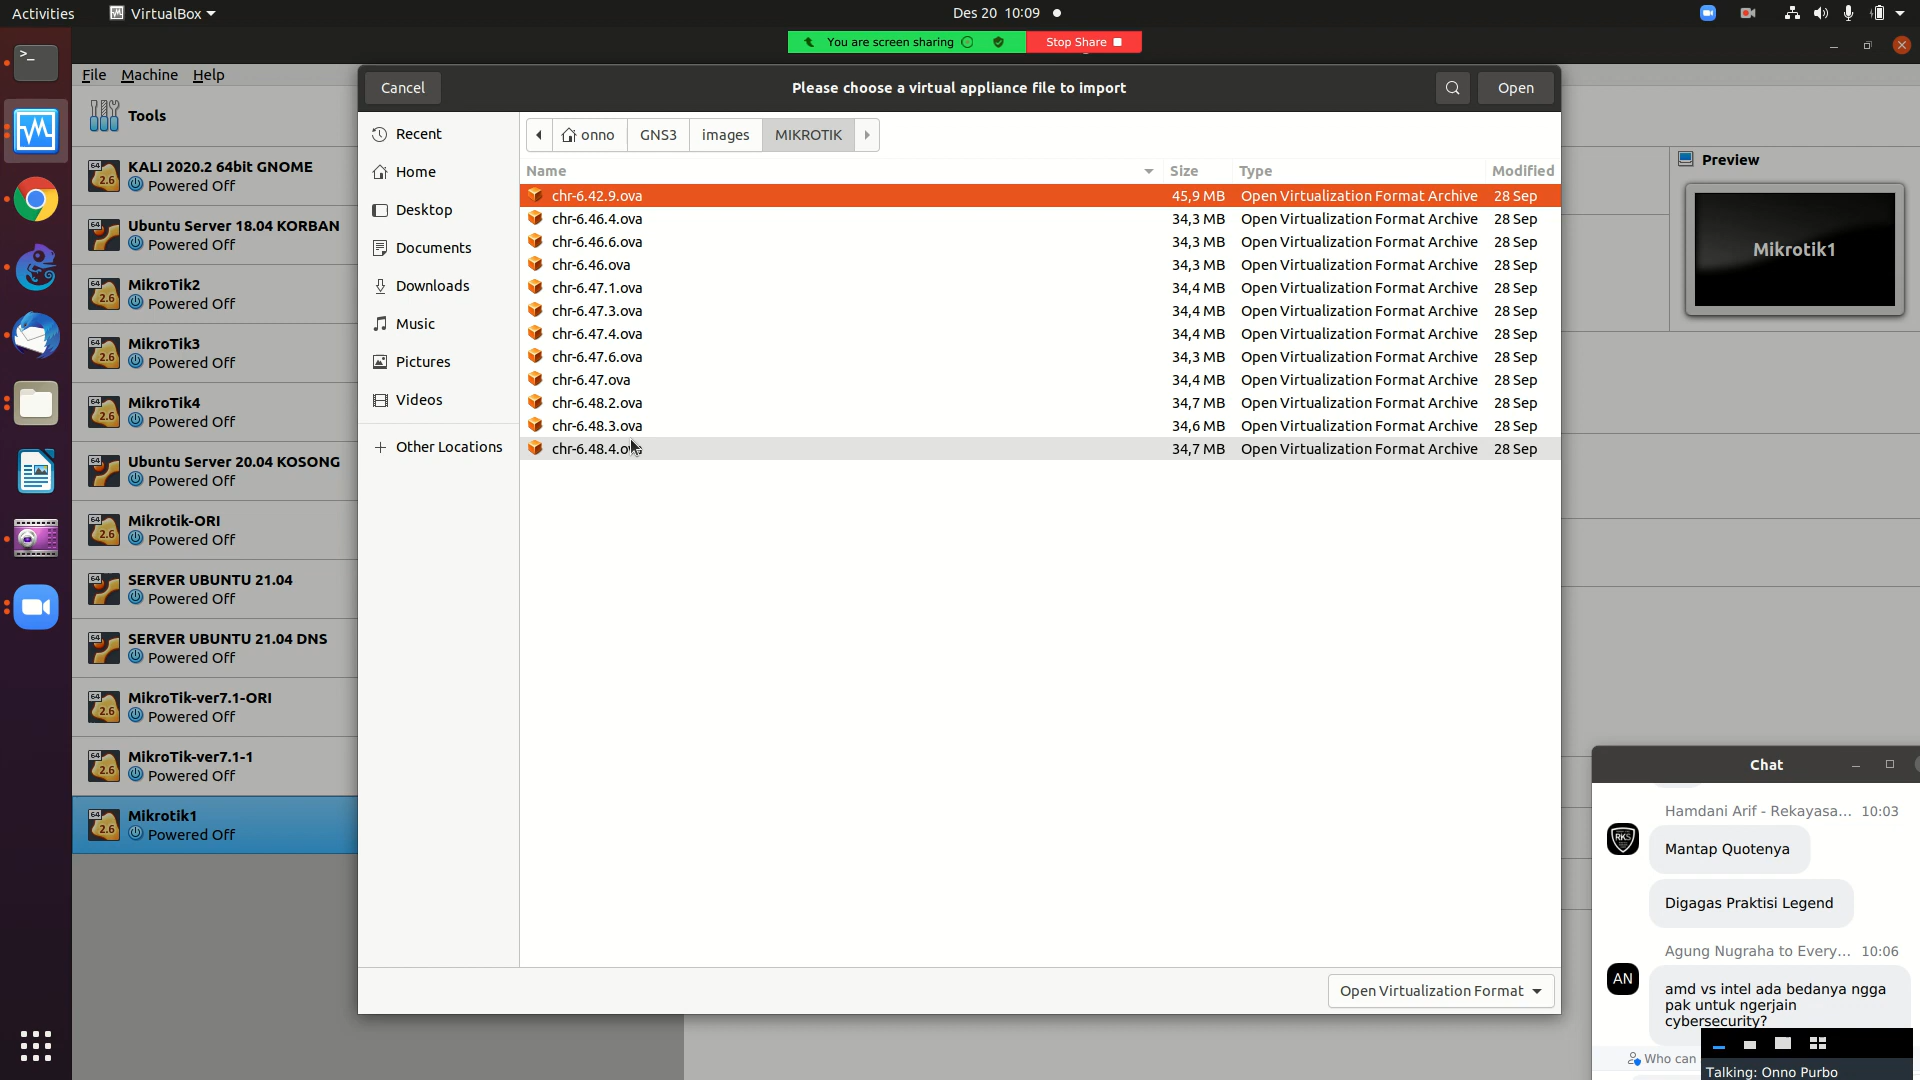 Activities
VirtualBox
Des 20 10:09
You are screen sharing
Stop Share
File Machine Help
Tools
KALI 2020.2 64bit GNOME
Powered Off
Ubuntu Server 18.04 KORBAN
Powered Off
MikroTik2
Powered Off
MikroTik3
Powered Off
MikroTik4
Powered Off
Ubuntu Server 20.04 KOSONG
Powered Off
Mikrotik-ORI
Powered Off
SERVER UBUNTU 21.04
Powered Off
SERVER UBUNTU 21.04 DNS
Powered Off
MikroTik-ver7.1-ORI
Powered Off
MikroTik-ver7.1-1
Powered Off
Mikrotik1
Powered Off
Cancel
Please choose a virtual appliance file to import
Open
Recent
Home
Desktop
Documents
Downloads
Music
Pictures
Videos
Other Locations
onno GNS3 images MIKROTIK
Name Size Type Modified
chr-6.42.9.ova 45,9 MB Open Virtualization Format Archive 28 Sep
chr-6.46.4.ova 34,3 MB Open Virtualization Format Archive 28 Sep
chr-6.46.6.ova 34,3 MB Open Virtualization Format Archive 28 Sep
chr-6.46.ova 34,3 MB Open Virtualization Format Archive 28 Sep
chr-6.47.1.ova 34,4 MB Open Virtualization Format Archive 28 Sep
chr-6.47.3.ova 34,4 MB Open Virtualization Format Archive 28 Sep
chr-6.47.4.ova 34,4 MB Open Virtualization Format Archive 28 Sep
chr-6.47.6.ova 34,3 MB Open Virtualization Format Archive 28 Sep
chr-6.47.ova 34,4 MB Open Virtualization Format Archive 28 Sep
chr-6.48.2.ova 34,7 MB Open Virtualization Format Archive 28 Sep
chr-6.48.3.ova 34,6 MB Open Virtualization Format Archive 28 Sep
chr-6.48.4.ova 34,7 MB Open Virtualization Format Archive 28 Sep
Open Virtualization Format
Preview
Mikrotik1
Chat
Hamdani Arif - Rekayasa... 10:03
RKS
Mantap Quotenya
Digagas Praktisi Legend
Agung Nugraha to Every... 10:06
AN
amd vs intel ada bedanya ngga
pak untuk ngerjain
cybersecurity?
Who can
Talking: Onno Purbo